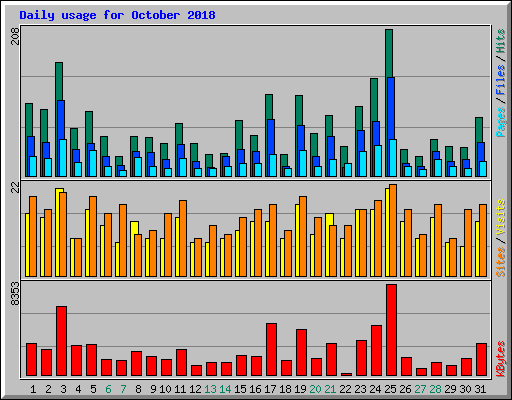 Daily usage for October 2018
208
Pages / Files / Hits
22
Sites / Visits
8353
KBytes
1 2 3 4 5 6 7 8 9 10 11 12 13 14 15 16 17 18 19 20 21 22 23 24 25 26 27 28 29 30 31